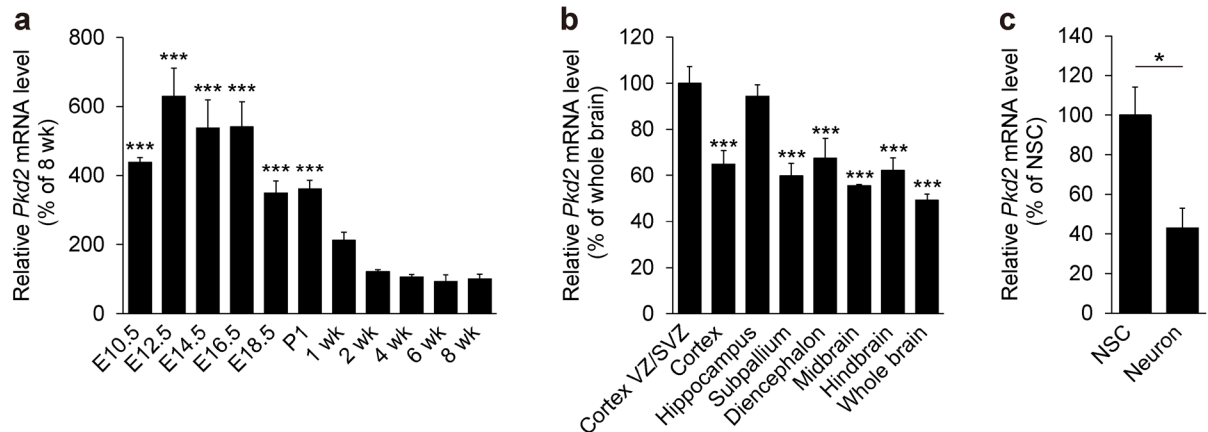 a
Relative Pkd2 mRNA level
(% of 8 wk)
800
600
400
200
0
***
***
***
***
***
***
E10.5
E12.5
E14.5
E16.5
E18.5
P1
1 wk
2 wk
4 wk
6 wk
8 wk
b
Relative Pkd2 mRNA level
(% of whole brain)
120
100
80
60
40
20
0
***
***
***
***
***
***
Cortex VZ/SVZ
Cortex
Hippocampus
Subpallium
Diencephalon
Midbrain
Hindbrain
Whole brain
c
Relative Pkd2 mRNA level
(% of NSC)
140
120
100
80
60
40
20
0
*
NSC
Neuron